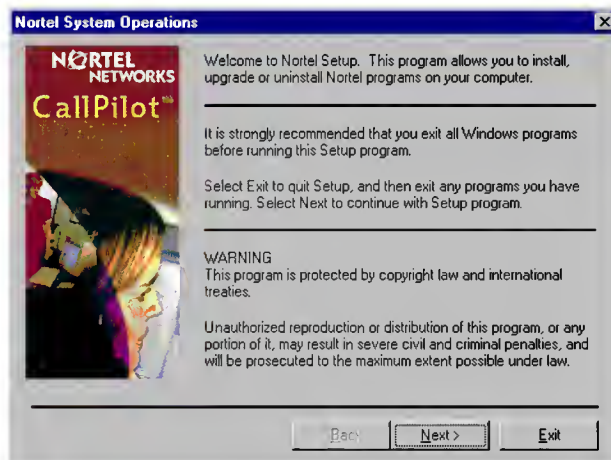 Nortel System Operations
NORTEL
NETWORKS
CallPilot™
Welcome to Nortel Setup. This program allows you to install,
upgrade or uninstall Nortel programs on your computer.
It is strongly recommended that you exit all Windows programs
before running this Setup program.
Select Exit to quit Setup, and then exit any programs you have
running. Select Next to continue with Setup program.
WARNING
This program is protected by copyright law and international
treaties.
Unauthorized reproduction or distribution of this program, or any
portion of it, may result in severe civil and criminal penalties, and
will be prosecuted to the maximum extent possible under law.
Back
Next >
Exit